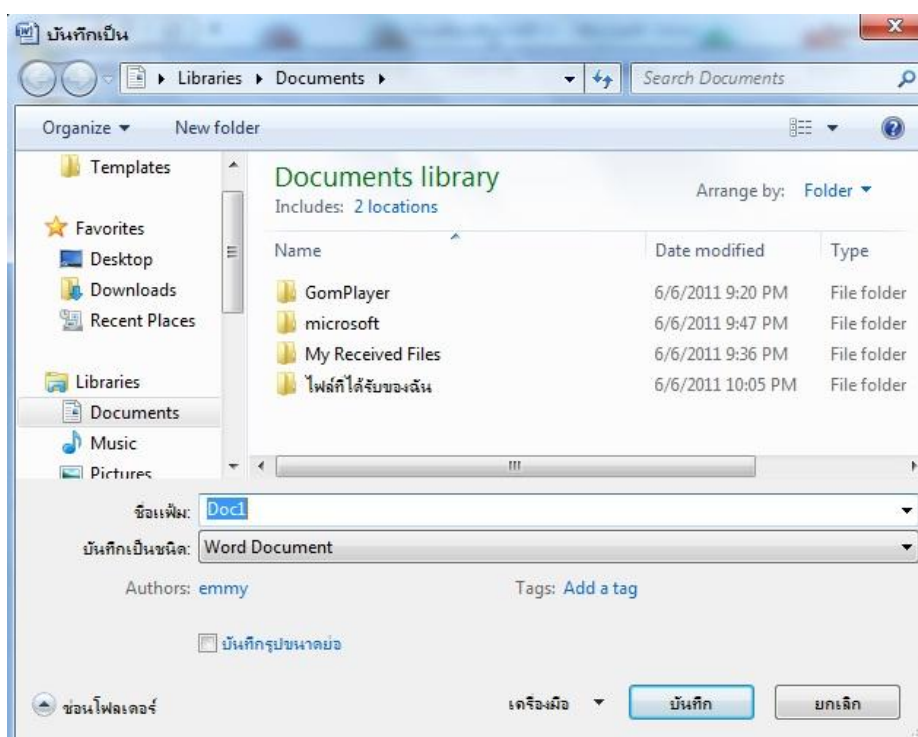 บันทึกเป็น
Libraries Documents
Search Documents
Organize New folder
Templates
Favorites
Desktop
Downloads
Recent Places
Libraries
Documents
Music
Pictures
Documents library
Includes: 2 locations
Arrange by: Folder
Name Date modified Type
GomPlayer 6/6/2011 9:20 PM File folder
microsoft 6/6/2011 9:47 PM File folder
My Received Files 6/6/2011 9:36 PM File folder
ไฟล์ที่ได้รับของฉัน 6/6/2011 10:05 PM File folder
ชื่อแฟ้ม: Doc1
บันทึกเป็นชนิด: Word Document
Authors: emmy Tags: Add a tag
บันทึกรูปขนาดย่อ
ซ่อนโฟลเดอร์ เครื่องมือ บันทึก ยกเลิก